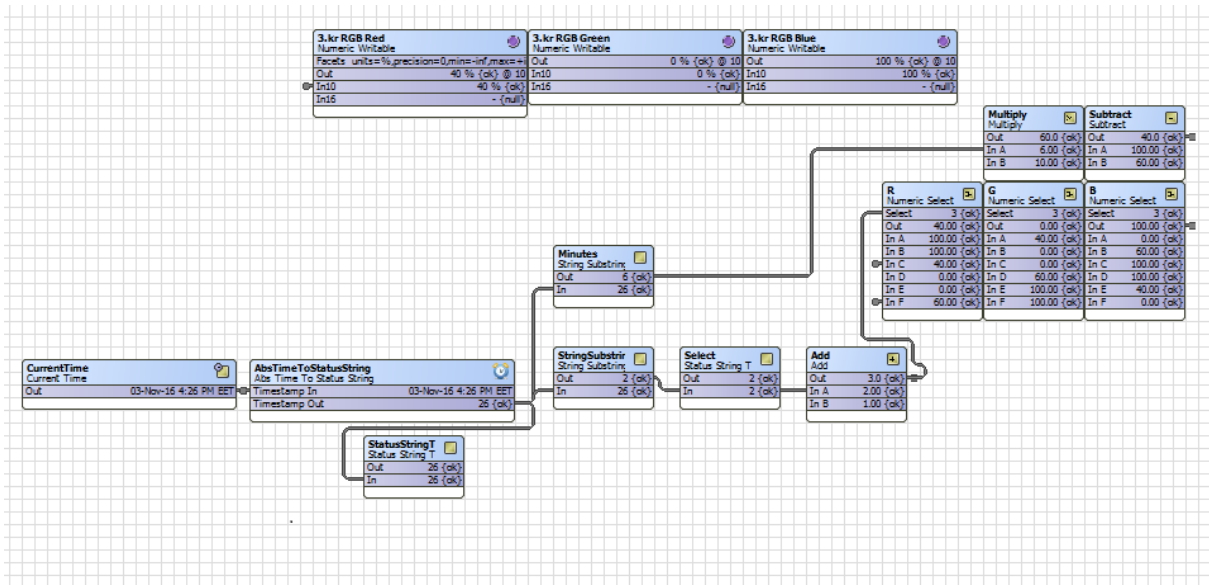 3.kr RGB Red
Numeric Writable
Facets units=%,precision=0,min=-inf,max=+i
Out 40 % {ok} @ 10
In10 40 % {ok}
In16 - {null}
3.kr RGB Green
Numeric Writable
Out 0 % {ok} @ 10
In10 0 % {ok}
In16 - {null}
3.kr RGB Blue
Numeric Writable
Out 100 % {ok} @ 10
In10 100 % {ok}
In16 - {null}
Multiply
Multiply
Out 60.0 {ok}
In A 6.00 {ok}
In B 10.00 {ok}
Subtract
Subtract
Out 40.0 {ok}
In A 100.00 {ok}
In B 60.00 {ok}
R
Numeric Select
Select 3 {ok}
Out 40.00 {ok}
In A 100.00 {ok}
In B 100.00 {ok}
In C 40.00 {ok}
In D 0.00 {ok}
In E 0.00 {ok}
In F 60.00 {ok}
G
Numeric Select
Select 3 {ok}
Out 0.00 {ok}
In A 40.00 {ok}
In B 0.00 {ok}
In C 0.00 {ok}
In D 60.00 {ok}
In E 100.00 {ok}
In F 100.00 {ok}
B
Numeric Select
Select 3 {ok}
Out 100.00 {ok}
In A 0.00 {ok}
In B 60.00 {ok}
In C 100.00 {ok}
In D 100.00 {ok}
In E 40.00 {ok}
In F 0.00 {ok}
Minutes
String Substring
Out 6 {ok}
In 26 {ok}
CurrentTime
Current Time
Out 03-Nov-16 4:26 PM EET
AbsTimeToStatusString
Abs Time To Status String
Timestamp In 03-Nov-16 4:26 PM EET
Timestamp Out 26 {ok}
StringSubstrir
String Substring
Out 2 {ok}
In 26 {ok}
Select
Status String T
Out 2 {ok}
In 2 {ok}
Add
Add
Out 3.0 {ok}
In A 2.00 {ok}
In B 1.00 {ok}
StatusStringT
Status String T
Out 26 {ok}
In 26 {ok}